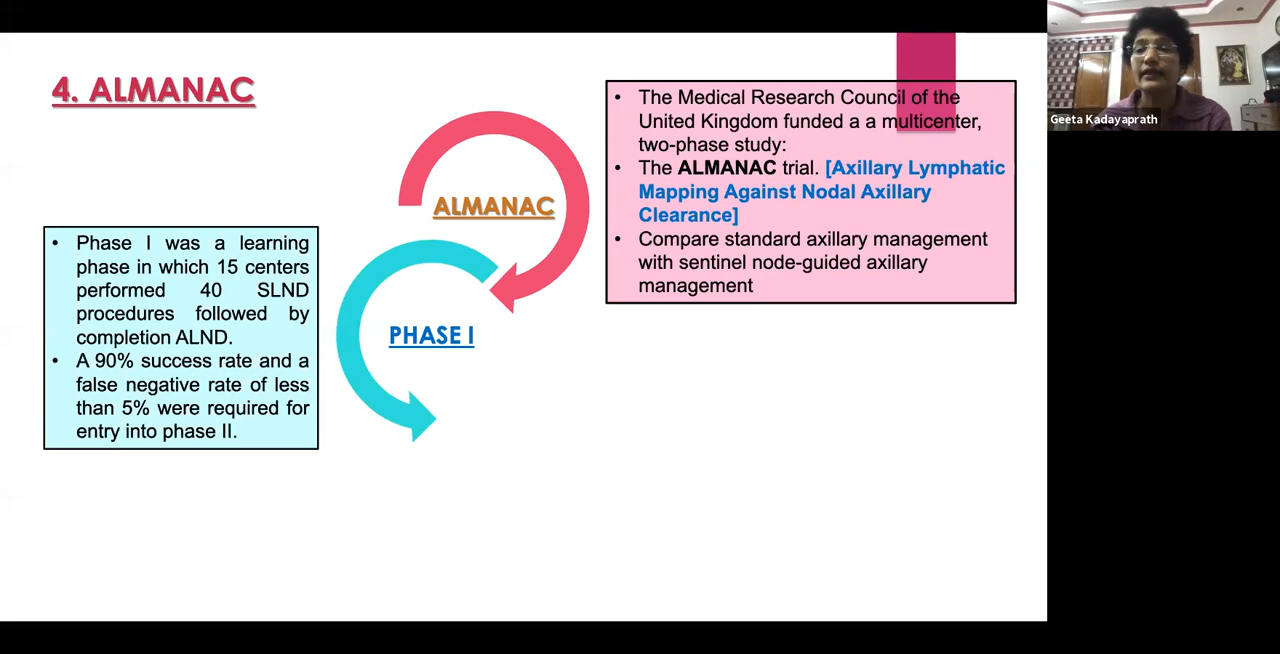 4. ALMANAC
• The Medical Research Council of the
United Kingdom funded a a multicenter,
two-phase study:
• The ALMANAC trial. [Axillary Lymphatic
Mapping Against Nodal Axillary
Clearance]
• Compare standard axillary management
with sentinel node-guided axillary
management
ALMANAC
• Phase I was a learning
phase in which 15 centers
performed 40 SLND
procedures followed by
completion ALND.
• A 90% success rate and a
false negative rate of less
than 5% were required for
entry into phase II.
PHASE I
Geeta Kadayaprath